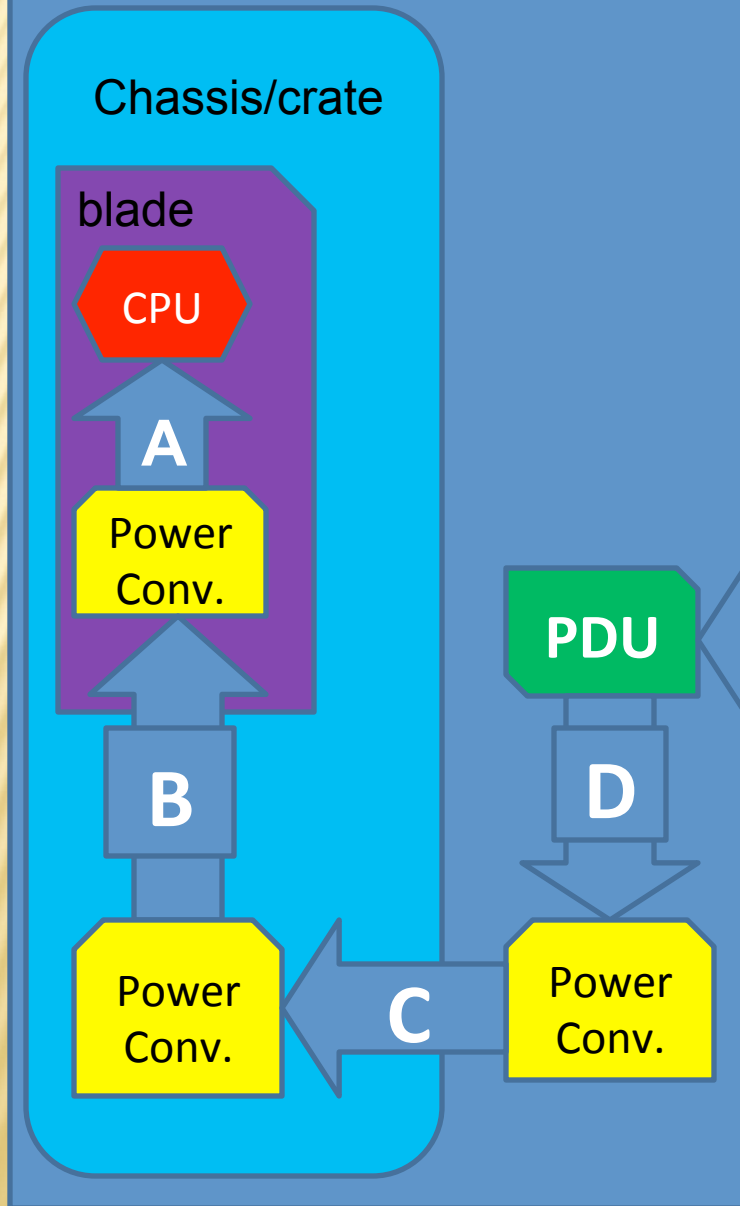 Chassis/crate
blade
CPU
A
Power
Conv.
PDU
B
D
Power
Conv.
C
Power
Conv.